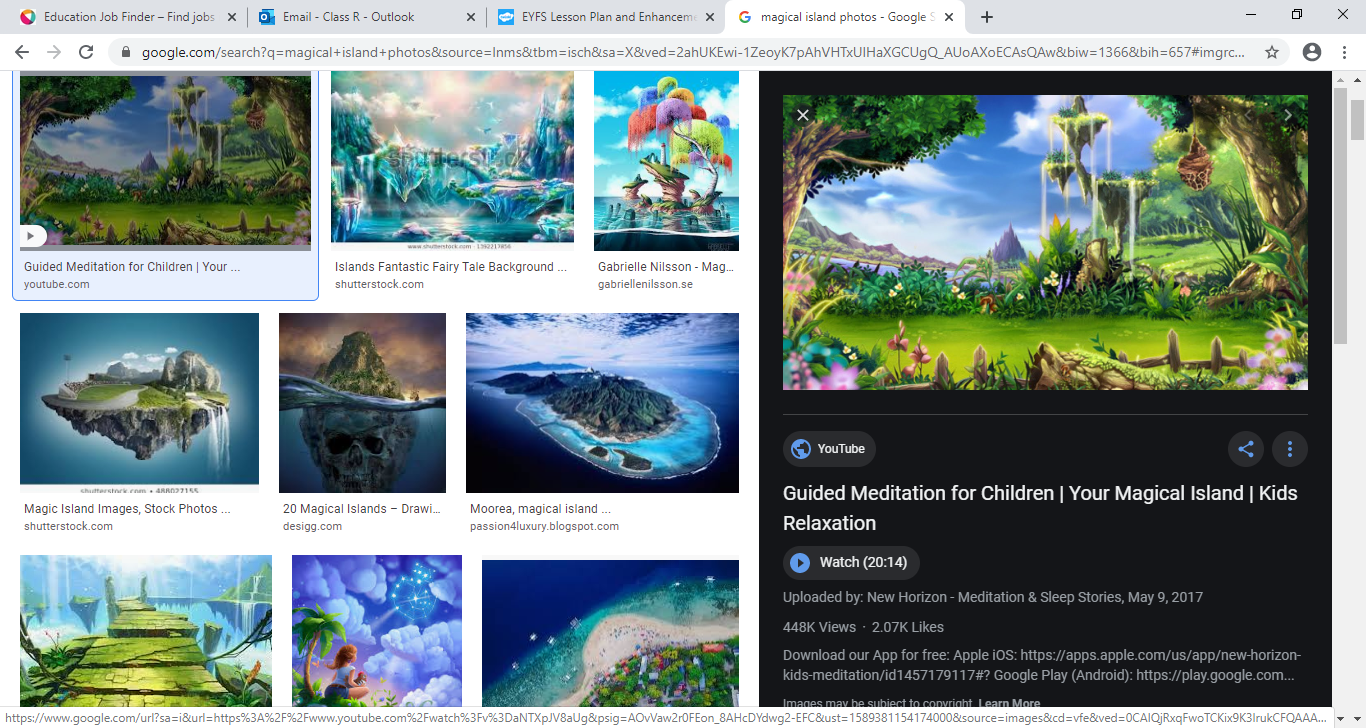 Education Job Finder – Find jobs
Email - Class R - Outlook
EYFS Lesson Plan and Enhanceme
magical island photos - Google S
google.com/search?q=magical+island+photos&source=lnms&tbm=isch&sa=X&ved=2ahUKEwi-1ZeoyK7pAhVHTxUIHaXGCUgQ_AUoAXoECAsQAw&biw=1366&bih=657#imgrc...
shutterstock
www.shutterstock.com · 1392217856
Guided Meditation for Children | Your ...
youtube.com
Islands Fantastic Fairy Tale Background ...
shutterstock.com
Gabrielle Nilsson - Mag...
gabriellenilsson.se
shutterstock.com • 488027155
Magic Island Images, Stock Photos ...
shutterstock.com
20 Magical Islands – Drawi...
desigg.com
Moorea, magical island ...
passion4luxury.blogspot.com
YouTube
Guided Meditation for Children | Your Magical Island | Kids
Relaxation
Watch (20:14)
Uploaded by: New Horizon - Meditation & Sleep Stories, May 9, 2017
448K Views · 2.07K Likes
Download our App for free: Apple iOS: https://apps.apple.com/us/app/new-horizon-
kids-meditation/id1457179117#? Google Play (Android): https://play.google.com...
Images may be subject to copyright. Learn More
https://www.google.com/url?sa=i&url=https%3A%2F%2Fwww.youtube.com%2Fwatch%3Fv%3DaNTXpJV8aUg&psig=AOvVaw2r0FEon_8AHcDYdwg2-EFC&ust=1589381154174000&source=images&cd=vfe&ved=0CAIQjRxqFwoTCKix9K3IrukCFQAAA...